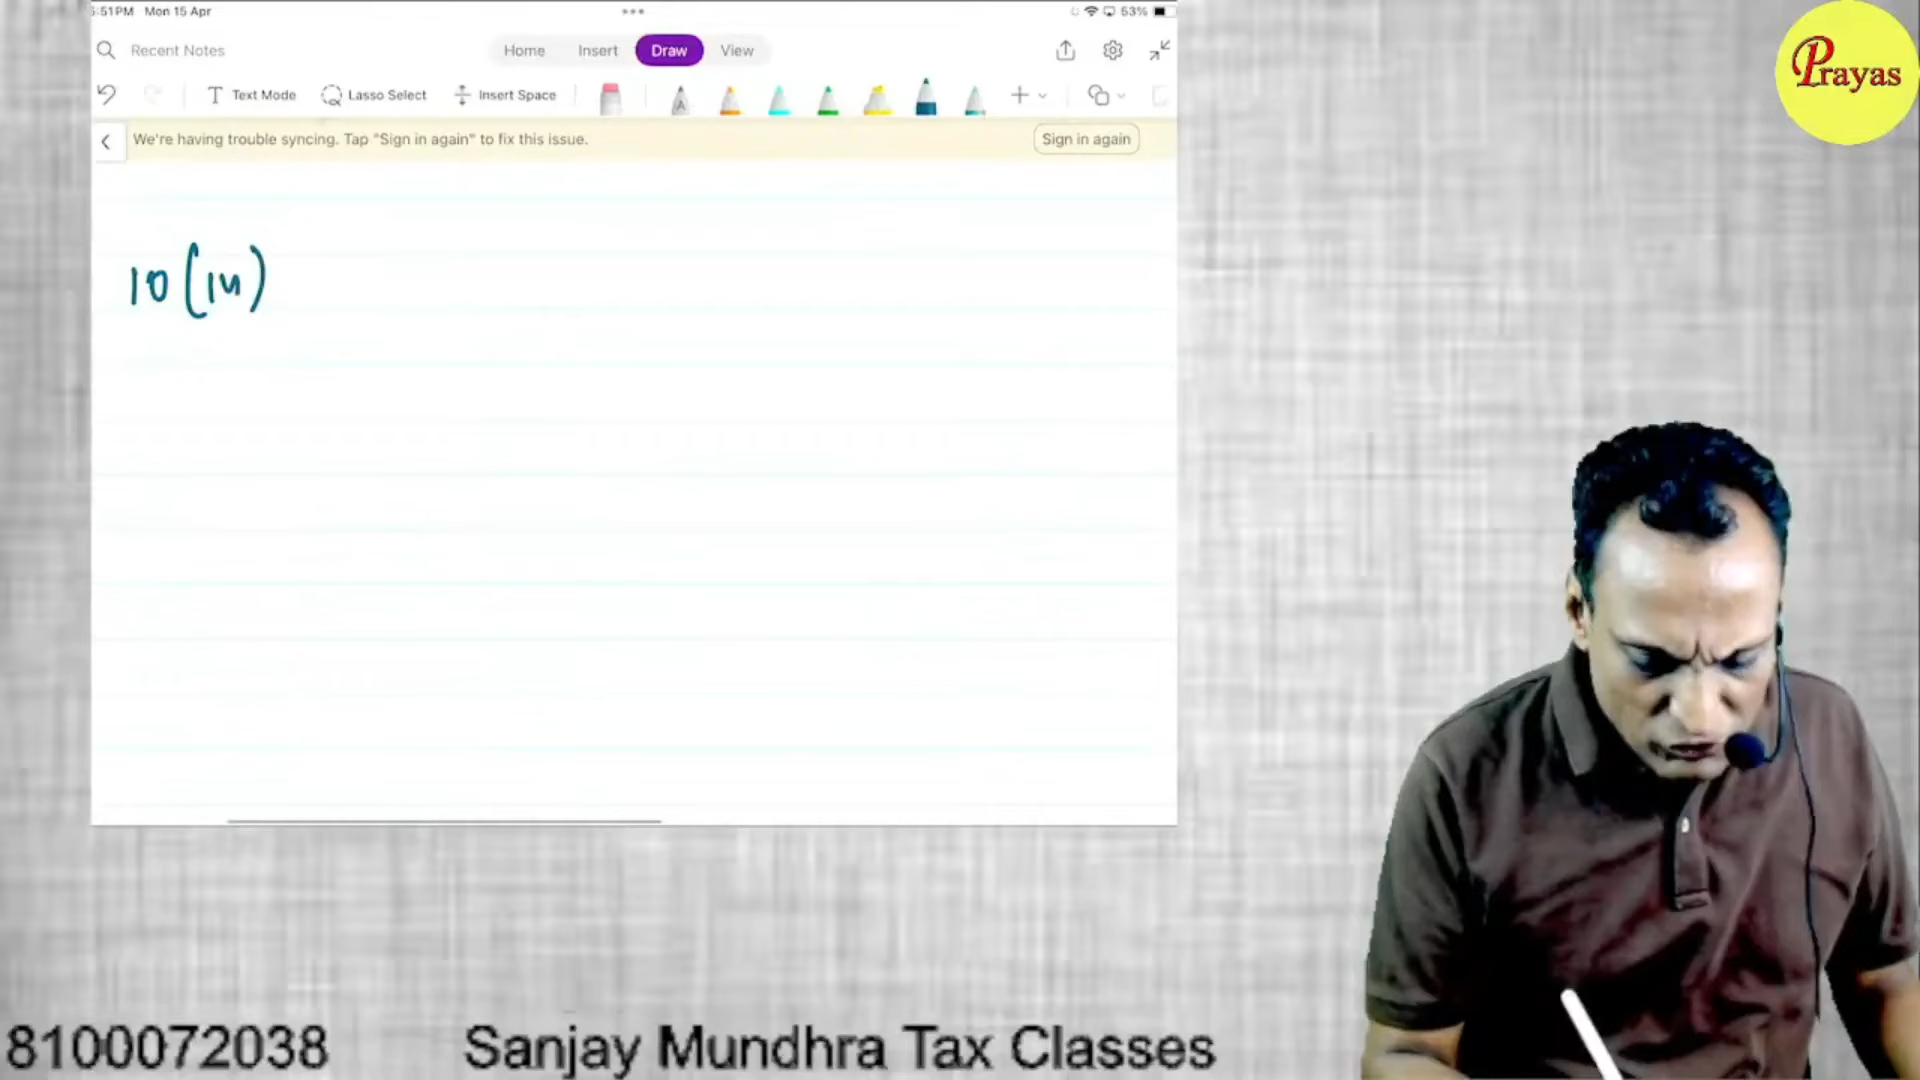 :51PM Mon 15 Apr
53%
Recent Notes
Home Insert Draw View
Text Mode Lasso Select Insert Space
We're having trouble syncing. Tap "Sign in again" to fix this issue.
Sign in again
10(14)
Prayas
8100072038 Sanjay Mundhra Tax Classes